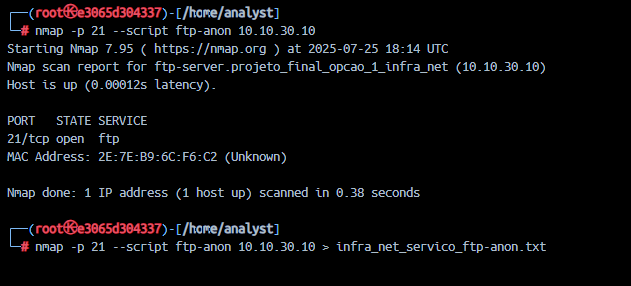 ┌──(root㉿e3065d304337)-[/home/analyst]
└─# nmap -p 21 --script ftp-anon 10.10.30.10
Starting Nmap 7.95 ( https://nmap.org ) at 2025-07-25 18:14 UTC
Nmap scan report for ftp-server.projeto_final_opcao_1_infra_net (10.10.30.10)
Host is up (0.00012s latency).
PORT   STATE SERVICE
21/tcp open  ftp
MAC Address: 2E:7E:B9:6C:F6:C2 (Unknown)
Nmap done: 1 IP address (1 host up) scanned in 0.38 seconds
┌──(root㉿e3065d304337)-[/home/analyst]
└─# nmap -p 21 --script ftp-anon 10.10.30.10 > infra_net_servico_ftp-anon.txt